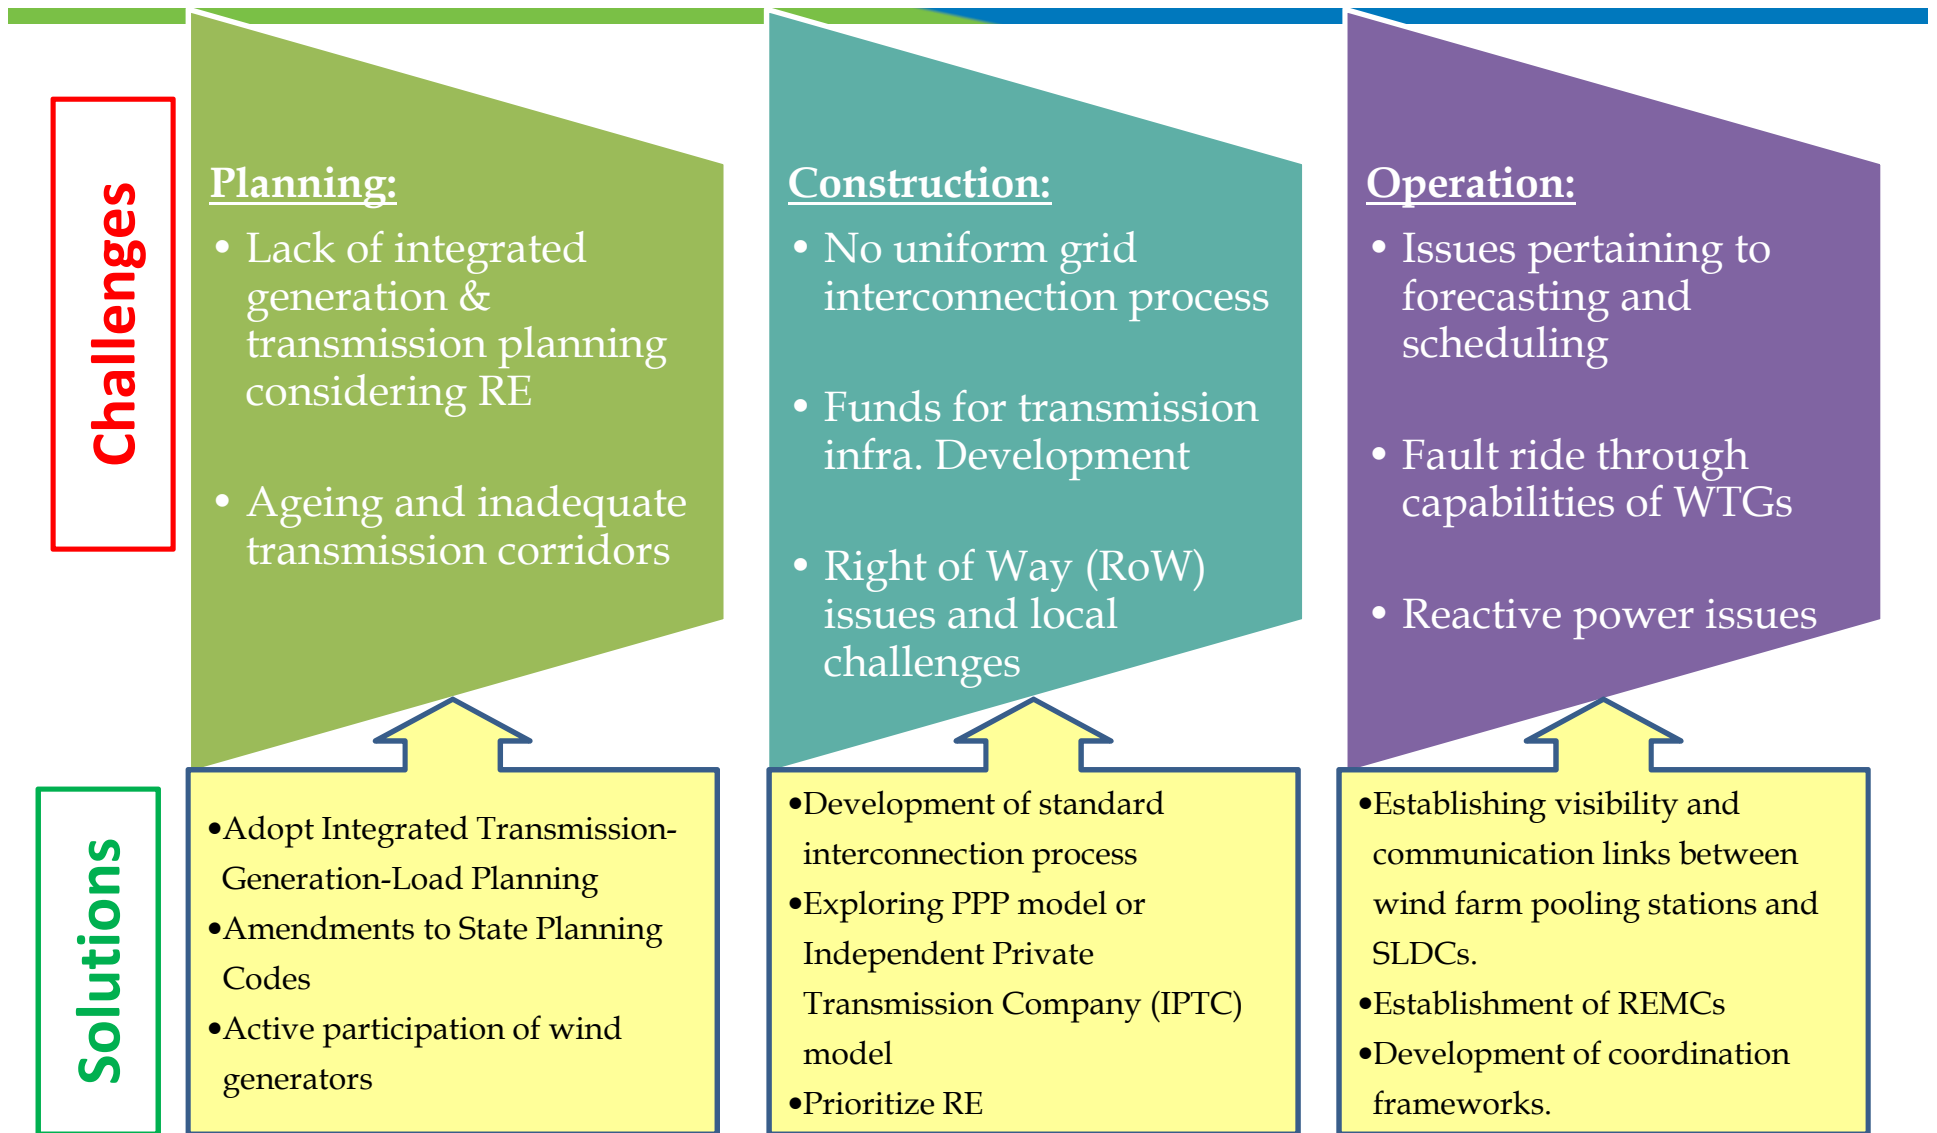 Challenges
Planning:
• Lack of integrated
generation &
transmission planning
considering RE
• Ageing and inadequate
transmission corridors
Construction:
• No uniform grid
interconnection process
• Funds for transmission
infra. Development
• Right of Way (RoW)
issues and local
challenges
Operation:
• Issues pertaining to
forecasting and
scheduling
• Fault ride through
capabilities of WTGs
• Reactive power issues
Solutions
•Adopt Integrated Transmission-
Generation-Load Planning
•Amendments to State Planning
Codes
•Active participation of wind
generators
•Development of standard
interconnection process
•Exploring PPP model or
Independent Private
Transmission Company (IPTC)
model
•Prioritize RE
•Establishing visibility and
communication links between
wind farm pooling stations and
SLDCs.
•Establishment of REMCs
•Development of coordination
frameworks.